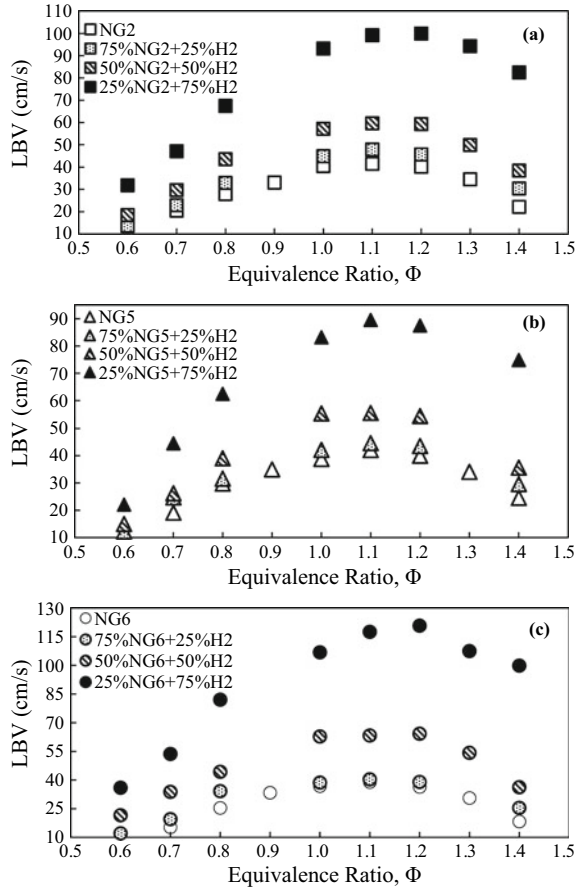 (a)
NG2
75%NG2+25%H2
50%NG2+50%H2
25%NG2+75%H2
LBV (cm/s)
110
100
90
80
70
60
50
40
30
20
10
0.5 0.6 0.7 0.8 0.9 1.0 1.1 1.2 1.3 1.4 1.5
Equivalence Ratio, Φ
(b)
NG5
75%NG5+25%H2
50%NG5+50%H2
25%NG5+75%H2
LBV (cm/s)
90
80
70
60
50
40
30
20
10
0.5 0.6 0.7 0.8 0.9 1.0 1.1 1.2 1.3 1.4 1.5
Equivalence Ratio, Φ
(c)
NG6
75%NG6+25%H2
50%NG6+50%H2
25%NG6+75%H2
LBV (cm/s)
130
115
100
85
70
55
40
25
10
0.5 0.6 0.7 0.8 0.9 1.0 1.1 1.2 1.3 1.4 1.5
Equivalence Ratio, Φ